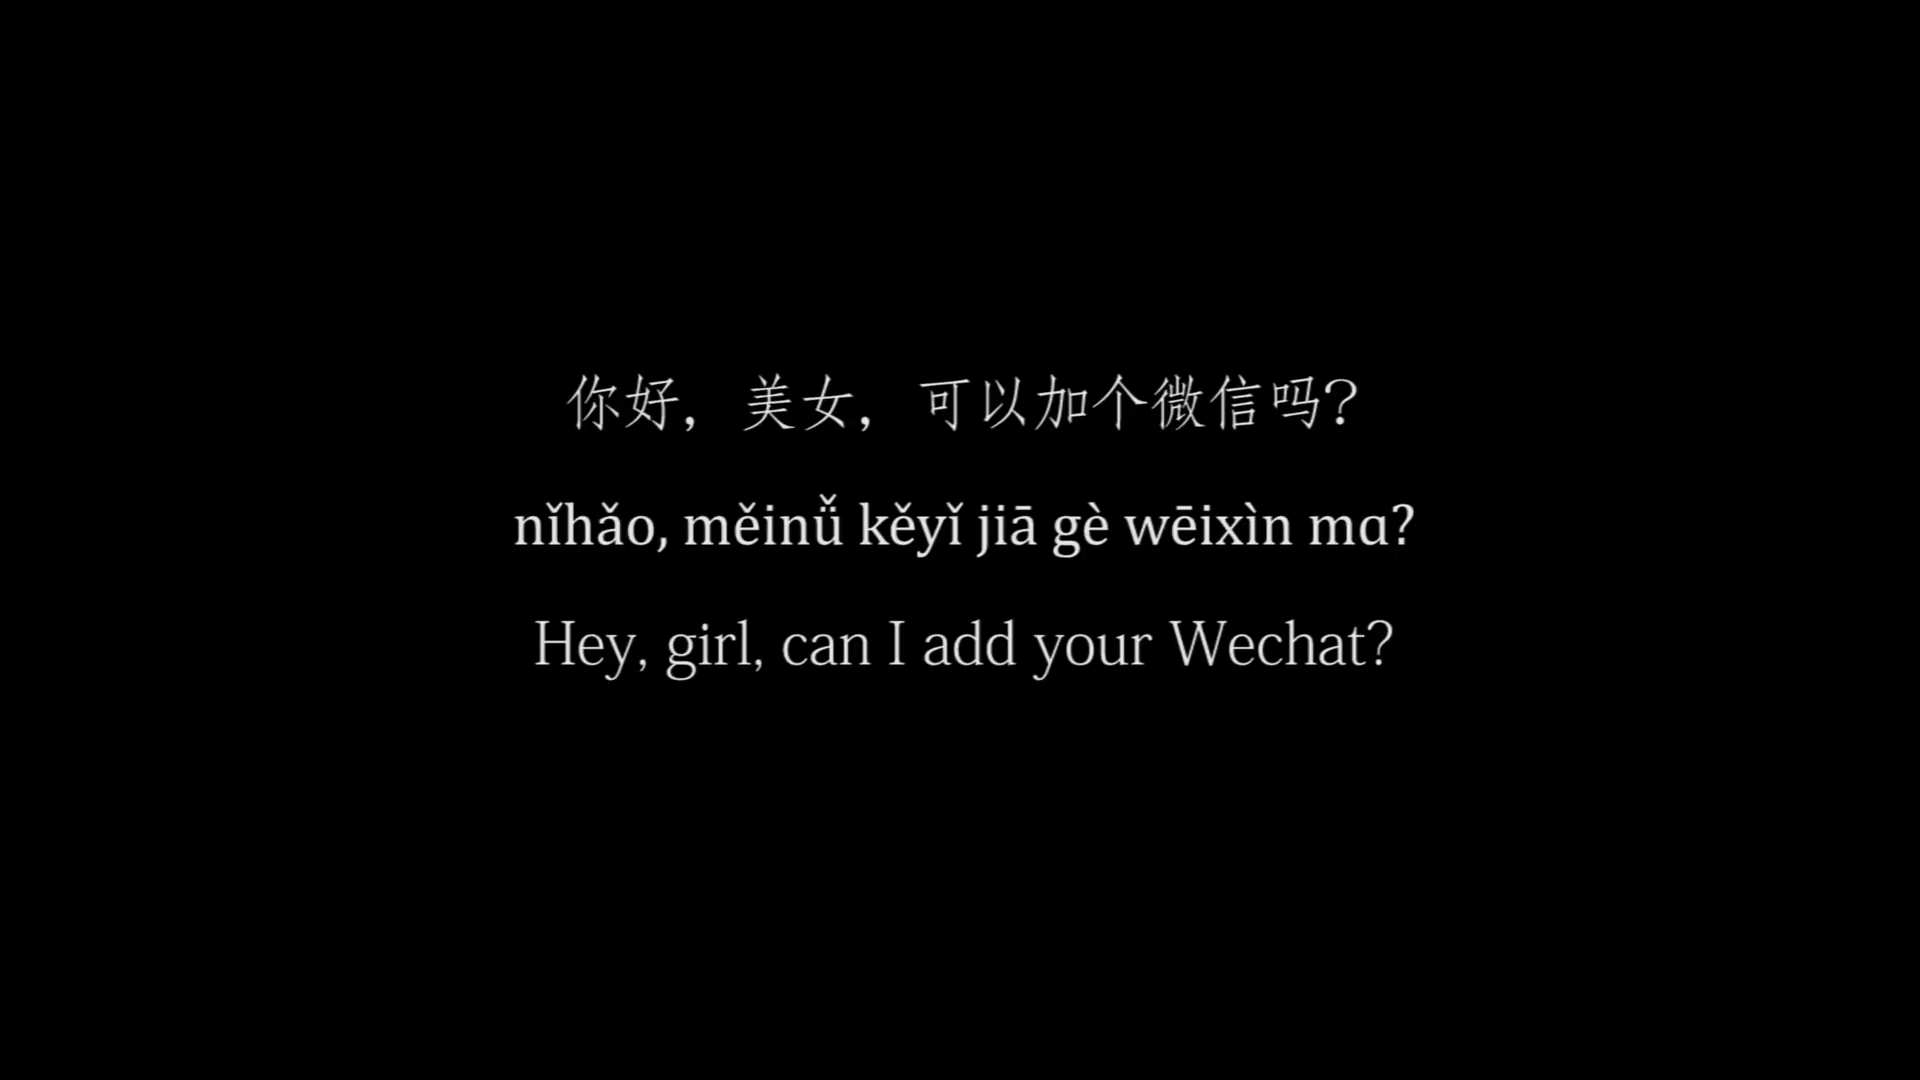 你好，美女，可以加个微信吗？
nǐhǎo, měinǚ kěyǐ jiā gè wēixìn mɑ?
Hey, girl, can I add your Wechat?